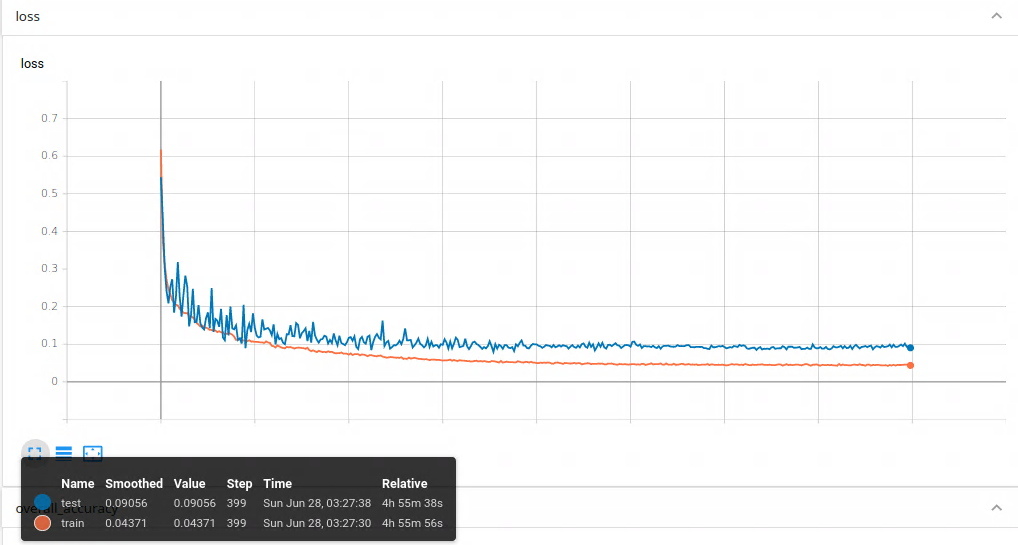 loss
loss
0.7
0.6
0.5
0.4
0.3
0.2
0.1
0
Name Smoothed Value Step Time Relative
test 0.09056 0.09056 399 Sun Jun 28, 03:27:38 4h 55m 38s
overall_accuracy
train 0.04371 0.04371 399 Sun Jun 28, 03:27:30 4h 55m 56s